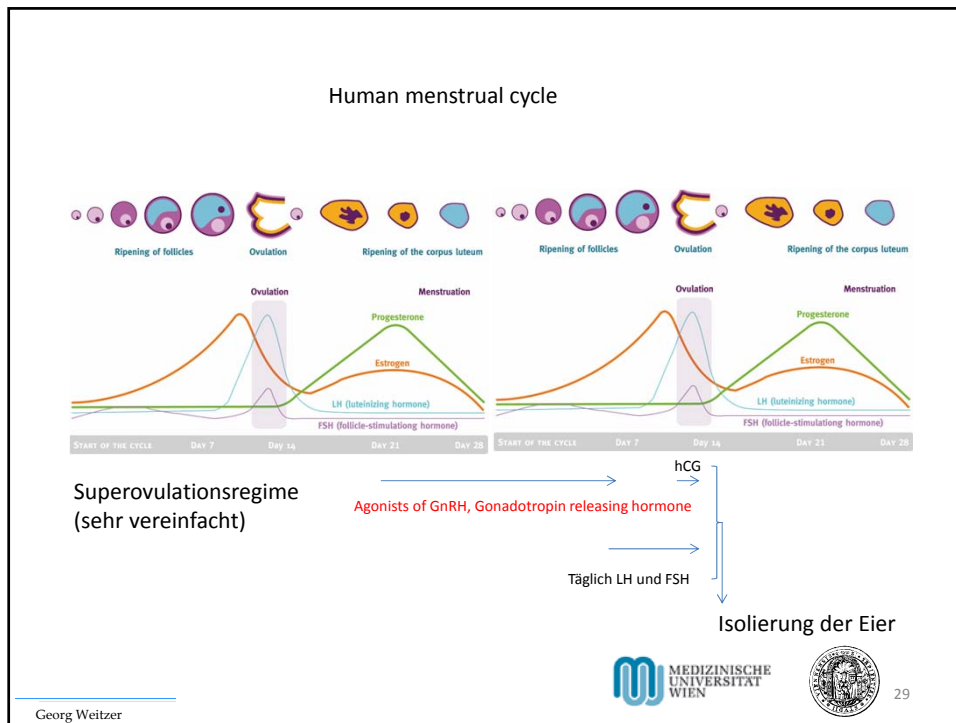 Human menstrual cycle
Ripening of follicles Ovulation Ripening of the corpus luteum
Ripening of follicles Ovulation Ripening of the corpus luteum
Ovulation Menstruation
Progesterone
Estrogen
LH (luteinizing hormone)
FSH (follicle-stimulationg hormone)
START OF THE CYCLE DAY 7 DAY 14 DAY 21 DAY 28
Ovulation Menstruation
Progesterone
Estrogen
LH (luteinizing hormone)
FSH (follicle-stimulationg hormone)
START OF THE CYCLE DAY 7 DAY 14 DAY 21 DAY 28
Superovulationsregime
(sehr vereinfacht)
hCG
Agonists of GnRH, Gonadotropin releasing hormone
Täglich LH und FSH
Isolierung der Eier
MEDIZINISCHE
UNIVERSITÄT
WIEN
29
Georg Weitzer